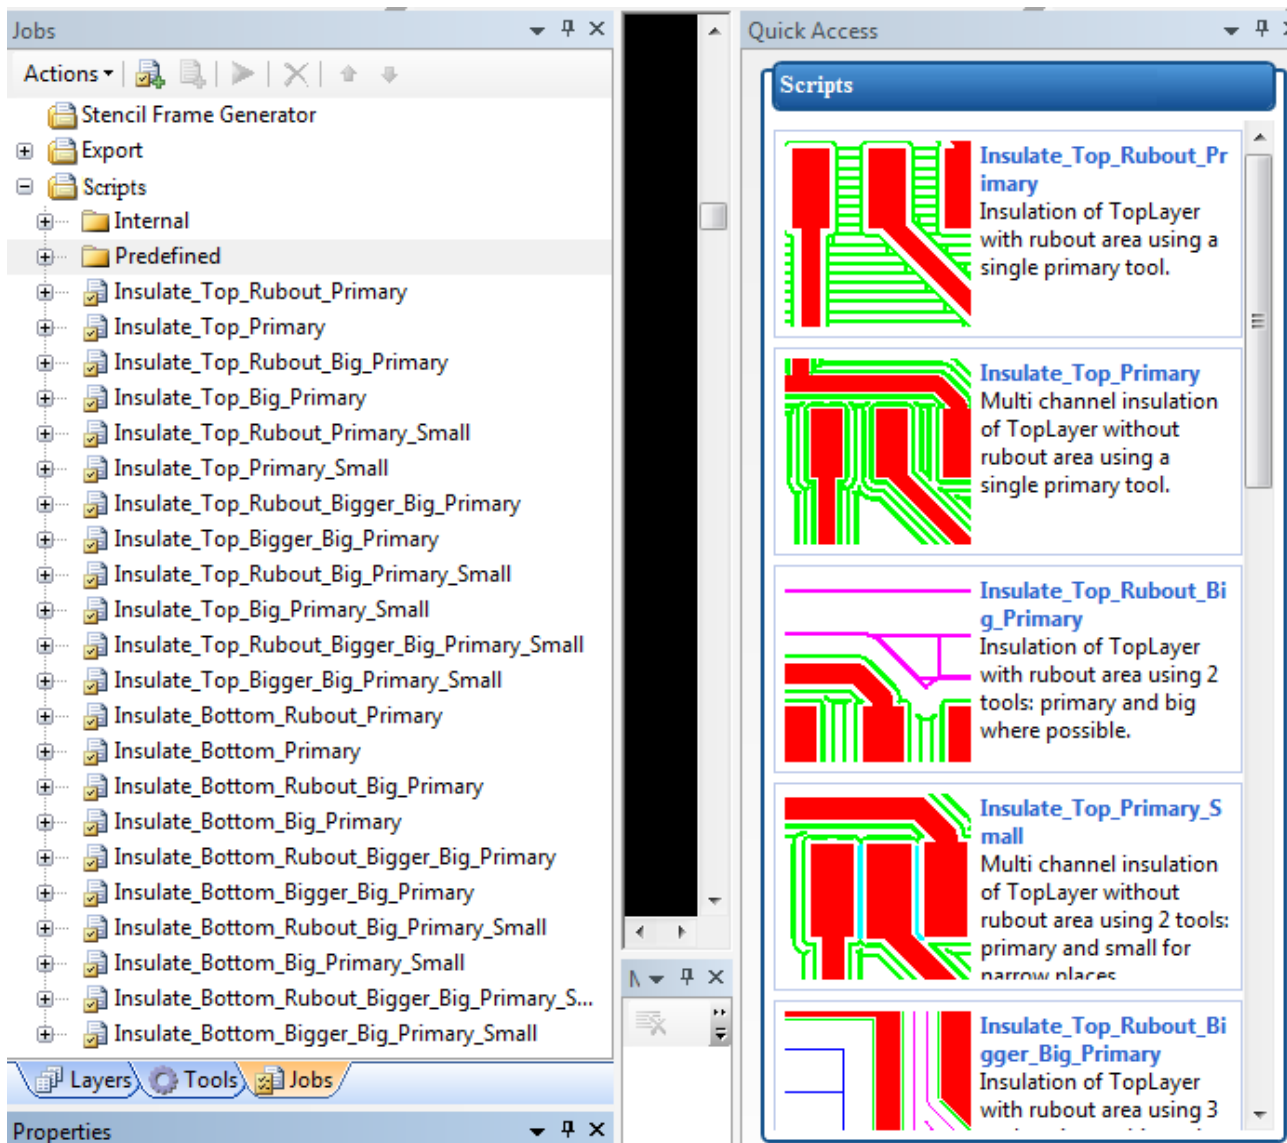 Jobs
Actions
Stencil Frame Generator
Export
Scripts
Internal
Predefined
Insulate_Top_Rubout_Primary
Insulate_Top_Primary
Insulate_Top_Rubout_Big_Primary
Insulate_Top_Big_Primary
Insulate_Top_Rubout_Primary_Small
Insulate_Top_Primary_Small
Insulate_Top_Rubout_Bigger_Big_Primary
Insulate_Top_Bigger_Big_Primary
Insulate_Top_Rubout_Big_Primary_Small
Insulate_Top_Big_Primary_Small
Insulate_Top_Rubout_Bigger_Big_Primary_Small
Insulate_Top_Bigger_Big_Primary_Small
Insulate_Bottom_Rubout_Primary
Insulate_Bottom_Primary
Insulate_Bottom_Rubout_Big_Primary
Insulate_Bottom_Big_Primary
Insulate_Bottom_Rubout_Bigger_Big_Primary
Insulate_Bottom_Bigger_Big_Primary
Insulate_Bottom_Rubout_Big_Primary_Small
Insulate_Bottom_Big_Primary_Small
Insulate_Bottom_Rubout_Bigger_Big_Primary_S...
Insulate_Bottom_Bigger_Big_Primary_Small
Layers Tools Jobs
Properties
Quick Access
Scripts
Insulate_Top_Rubout_Pr
imary
Insulation of TopLayer
with rubout area using a
single primary tool.
Insulate_Top_Primary
Multi channel insulation
of TopLayer without
rubout area using a
single primary tool.
Insulate_Top_Rubout_Bi
g_Primary
Insulation of TopLayer
with rubout area using 2
tools: primary and big
where possible.
Insulate_Top_Primary_S
mall
Multi channel insulation
of TopLayer without
rubout area using 2 tools:
primary and small for
narrow places
Insulate_Top_Rubout_Bi
gger_Big_Primary
Insulation of TopLayer
with rubout area using 3